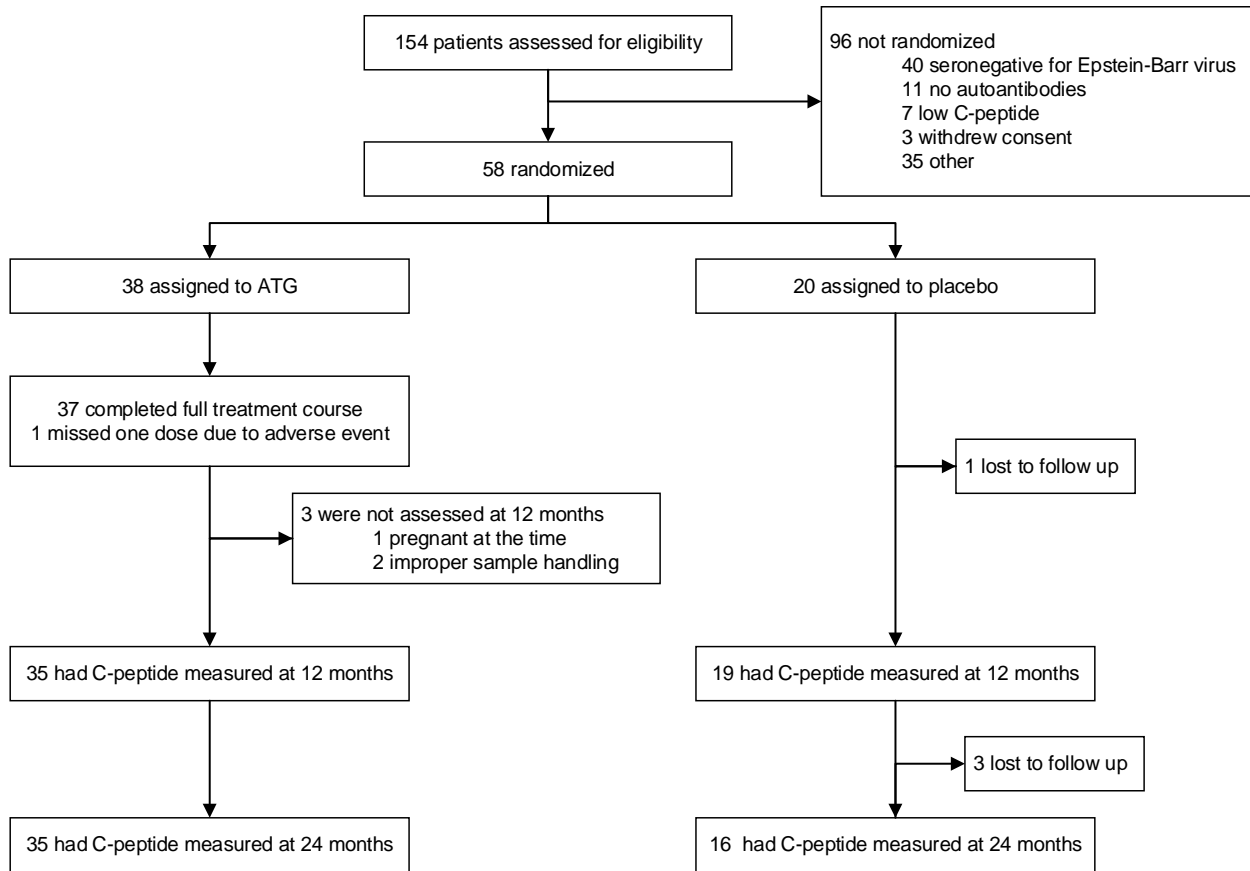 154 patients assessed for eligibility
96 not randomized
40 seronegative for Epstein-Barr virus
11 no autoantibodies
7 low C-peptide
3 withdrew consent
35 other
58 randomized
38 assigned to ATG
20 assigned to placebo
37 completed full treatment course
1 missed one dose due to adverse event
1 lost to follow up
3 were not assessed at 12 months
1 pregnant at the time
2 improper sample handling
35 had C-peptide measured at 12 months
19 had C-peptide measured at 12 months
3 lost to follow up
35 had C-peptide measured at 24 months
16  had C-peptide measured at 24 months